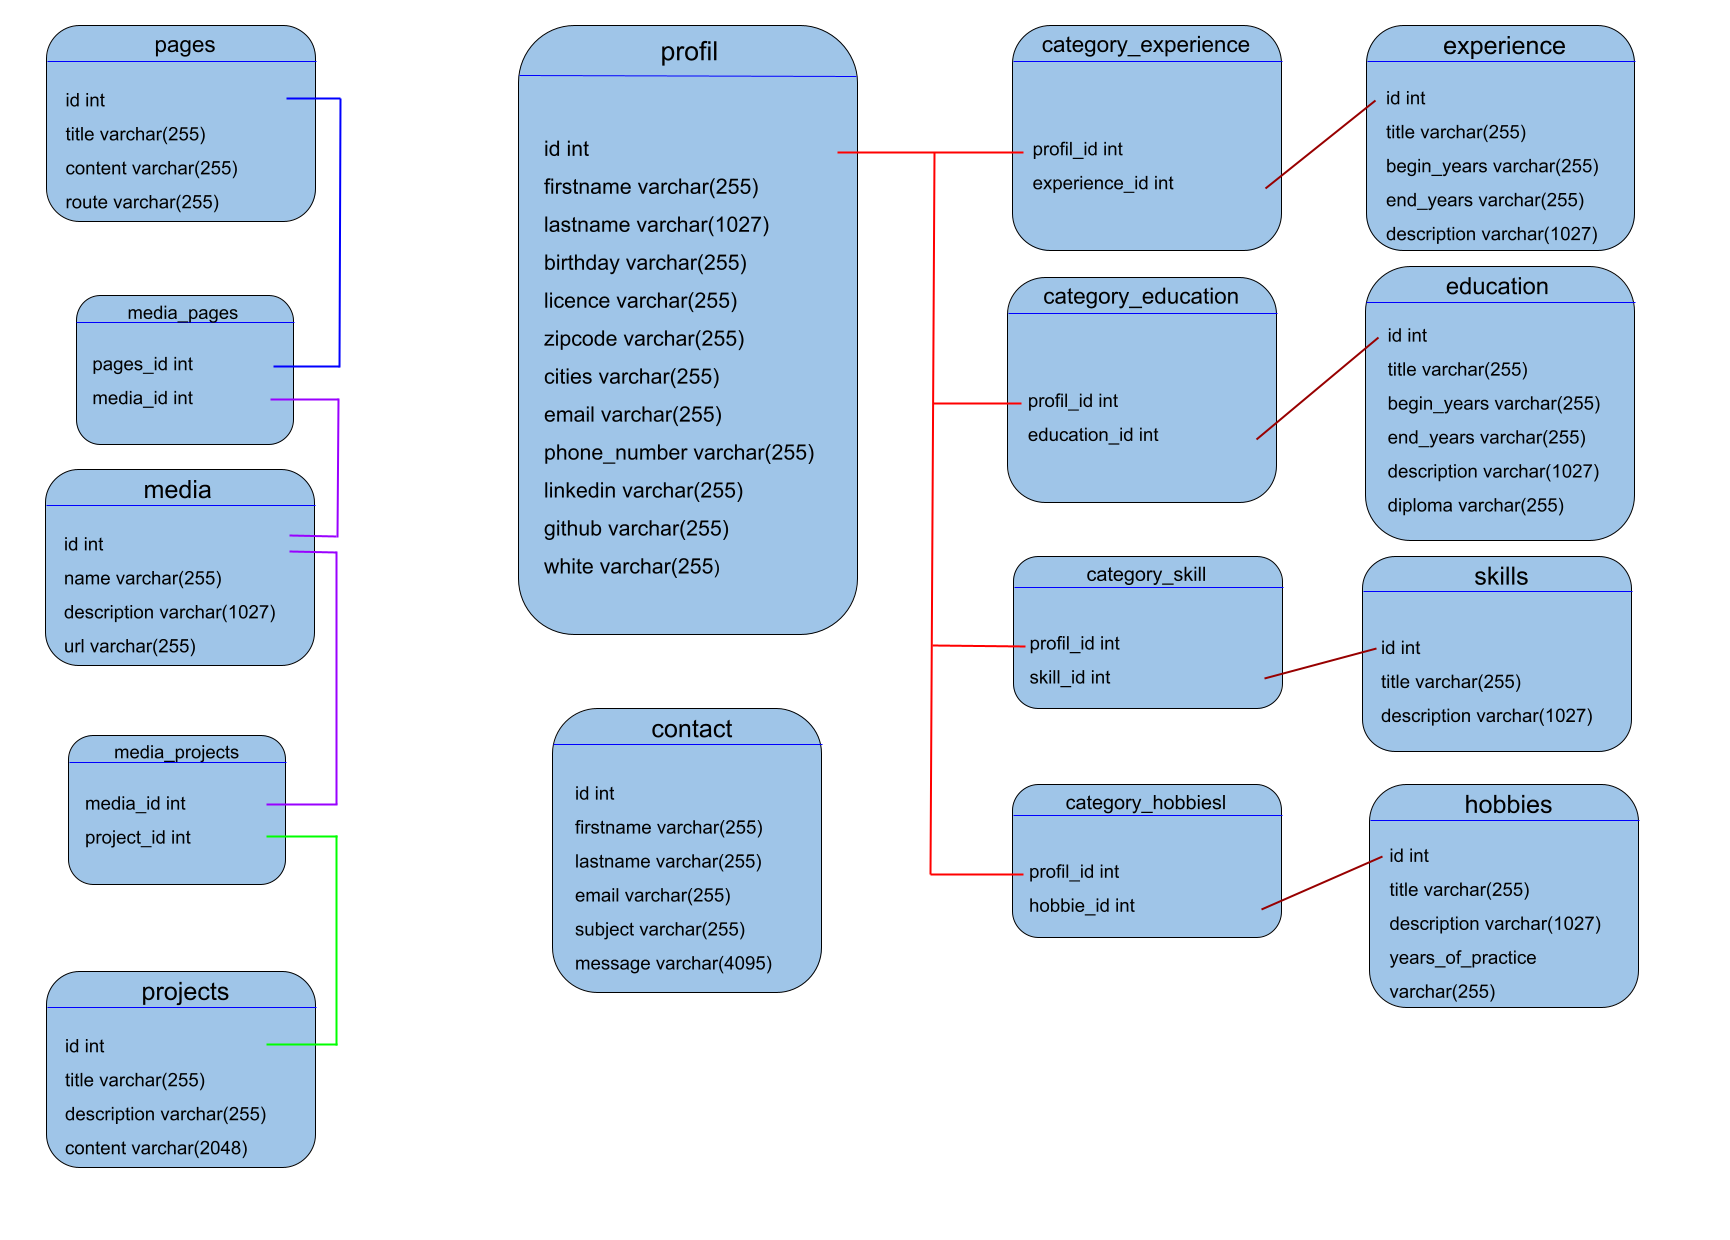 pages
id int
title varchar(255)
content varchar(255)
route varchar(255)
media_pages
pages_id int
media_id int
media
id int
name varchar(255)
description varchar(1027)
url varchar(255)
media_projects
media_id int
project_id int
projects
id int
title varchar(255)
description varchar(255)
content varchar(2048)
profil
id int
firstname varchar(255)
lastname varchar(1027)
birthday varchar(255)
licence varchar(255)
zipcode varchar(255)
cities varchar(255)
email varchar(255)
phone_number varchar(255)
linkedin varchar(255)
github varchar(255)
white varchar(255)
contact
id int
firstname varchar(255)
lastname varchar(255)
email varchar(255)
subject varchar(255)
message varchar(4095)
category_experience
profil_id int
experience_id int
experience
id int
title varchar(255)
begin_years varchar(255)
end_years varchar(255)
description varchar(1027)
category_education
profil_id int
education_id int
education
id int
title varchar(255)
begin_years varchar(255)
end_years varchar(255)
description varchar(1027)
diploma varchar(255)
category_skill
profil_id int
skill_id int
skills
id int
title varchar(255)
description varchar(1027)
category_hobbiesl
profil_id int
hobbie_id int
hobbies
id int
title varchar(255)
description varchar(1027)
years_of_practice
varchar(255)